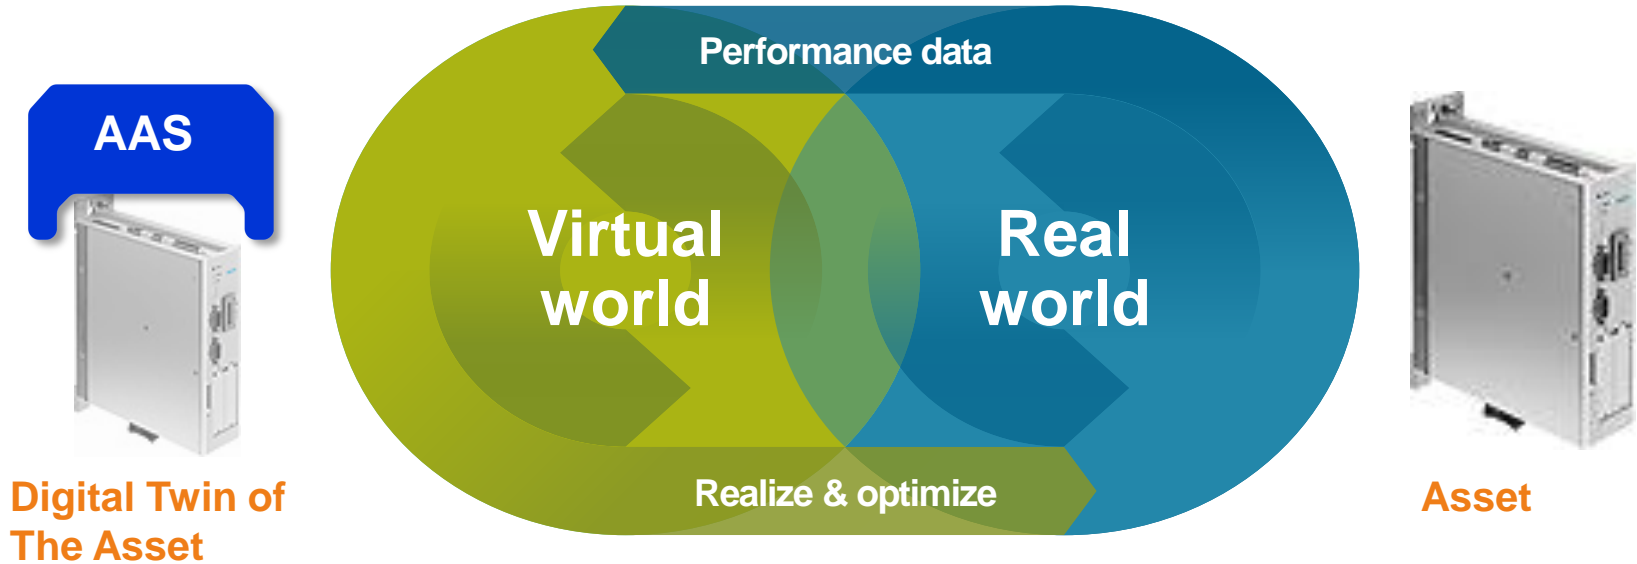 Performance data
AAS
Virtual
world
Real
world
Realize & optimize
Digital Twin of
The Asset
Asset